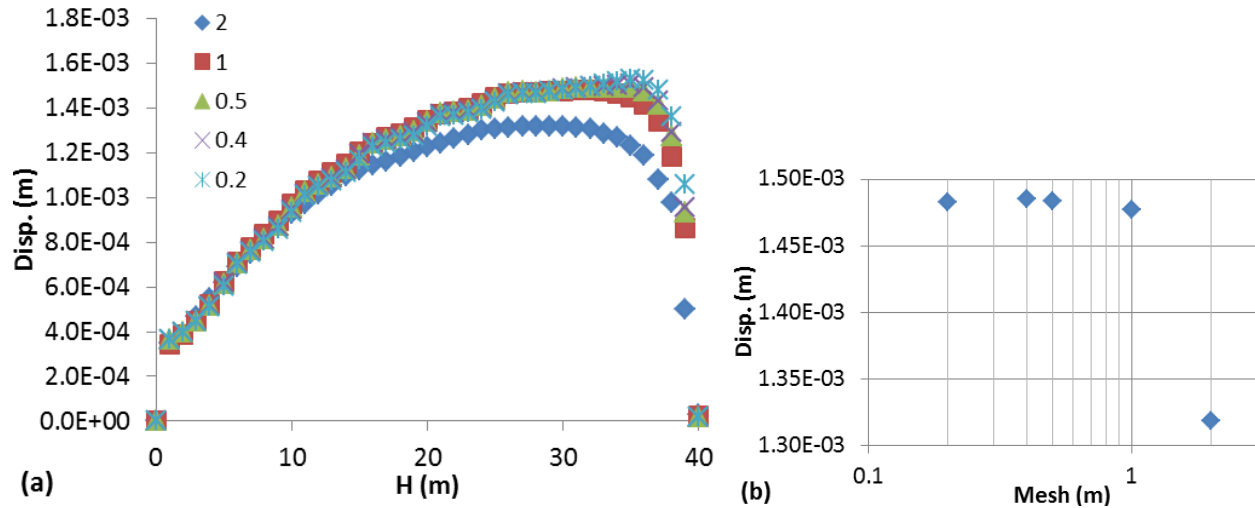 1.8E-03
1.6E-03
1.4E-03
1.2E-03
1.0E-03
8.0E-04
6.0E-04
4.0E-04
2.0E-04
0.0E+00
Disp. (m)
2
1
0.5
0.4
0.2
0 10 20 30 40
H (m)
(a)
1.50E-03
1.45E-03
1.40E-03
1.35E-03
1.30E-03
Disp. (m)
0.1 1
Mesh (m)
(b)